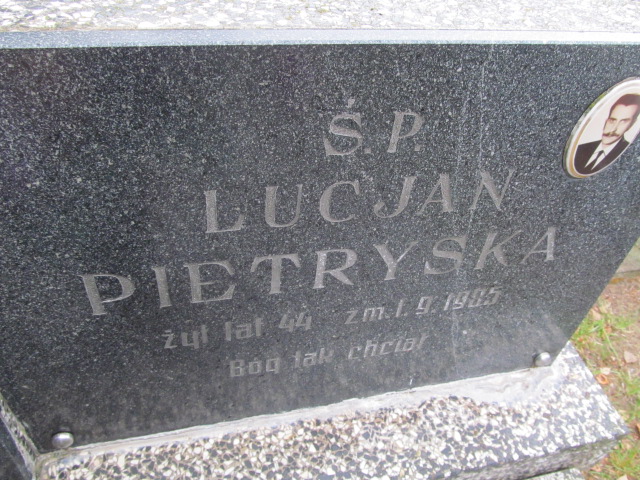 Ś.P.
LUCJAN
PIETRYSKA
żył lat 44 zm. 1. 9. 1985
Bóg tak chciał